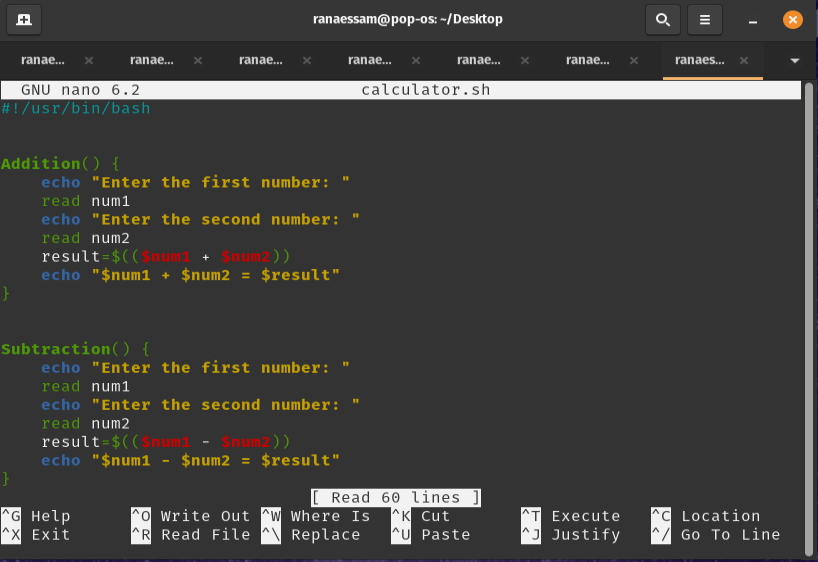 ranaessam@pop-os: ~/Desktop
ranae... × ranae... × ranae... × ranae... × ranae... × ranae... × ranaes... ×
GNU nano 6.2 calculator.sh
#!/usr/bin/bash
Addition() {
    echo "Enter the first number: "
    read num1
    echo "Enter the second number: "
    read num2
    result=$(($num1 + $num2))
    echo "$num1 + $num2 = $result"
}
Subtraction() {
    echo "Enter the first number: "
    read num1
    echo "Enter the second number: "
    read num2
    result=$(($num1 - $num2))
    echo "$num1 - $num2 = $result"
}
[ Read 60 lines ]
^G Help ^O Write Out ^W Where Is ^K Cut ^T Execute ^C Location
^X Exit ^R Read File ^\ Replace ^U Paste ^J Justify ^/ Go To Line